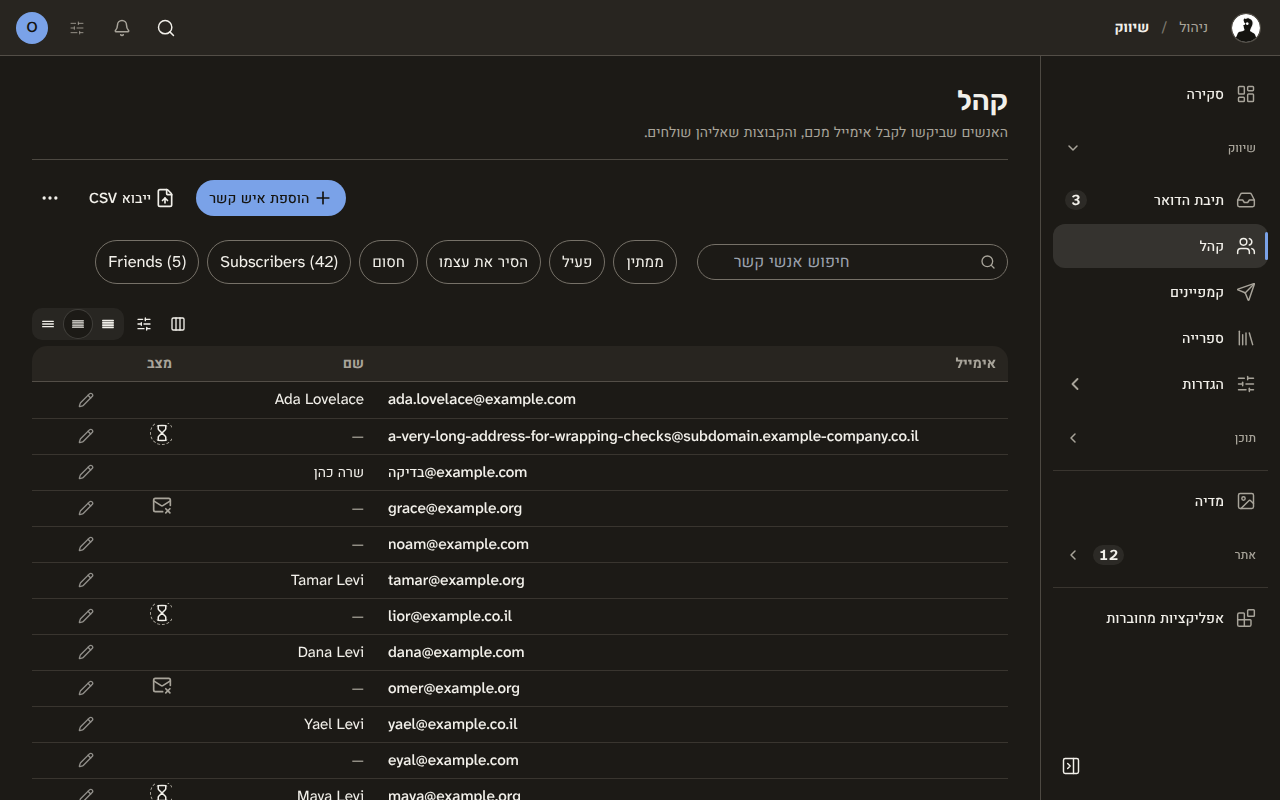 ניהול / שיווק
O
סקירה
שיווק
תיבת הדואר 3
קהל
קמפיינים
ספרייה
הגדרות
תוכן
מדיה
אתר 12
אפליקציות מחוברות
קהל
האנשים שביקשו לקבל אימייל מכם, והקבוצות שאליהן שולחים.
הוספת איש קשר
ייבוא CSV
חיפוש אנשי קשר
ממתין
פעיל
הסיר את עצמו
חסום
Subscribers (42)
Friends (5)
אימייל שם מצב
ada.lovelace@example.com Ada Lovelace
a-very-long-address-for-wrapping-checks@subdomain.example-company.co.il —
בדיקה@example.com שרה כהן
grace@example.org —
noam@example.com —
tamar@example.org Tamar Levi
lior@example.co.il —
dana@example.com Dana Levi
omer@example.org —
yael@example.co.il Yael Levi
eyal@example.com —
maya@example.org Maya Levi